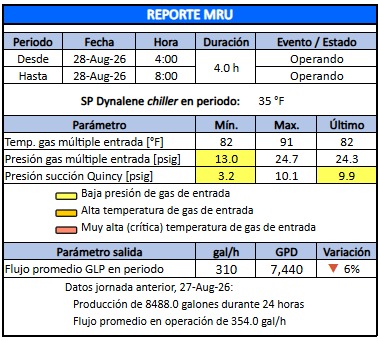 REPORTE MRU
Periodo Fecha Hora Duración Evento / Estado
Desde 28-Aug-26 4:00 4.0 h Operando
Hasta 28-Aug-26 8:00 Operando
SP Dynalene chiller en periodo: 35 °F
Parámetro Mín. Max. Último
Temp. gas múltiple entrada [°F] 82 91 82
Presión gas múltiple entrada [psig] 13.0 24.7 24.3
Presión succión Quincy [psig] 3.2 10.1 9.9
Baja presión de gas de entrada
Alta temperatura de gas de entrada
Muy alta (crítica) temperatura de gas de entrada
Parámetro salida gal/h GPD Variación
Flujo promedio GLP en periodo 310 7,440 ▼ 6%
Datos jornada anterior, 27-Aug-26:
Producción de 8488.0 galones durante 24 horas
Flujo promedio en operación de 354.0 gal/h